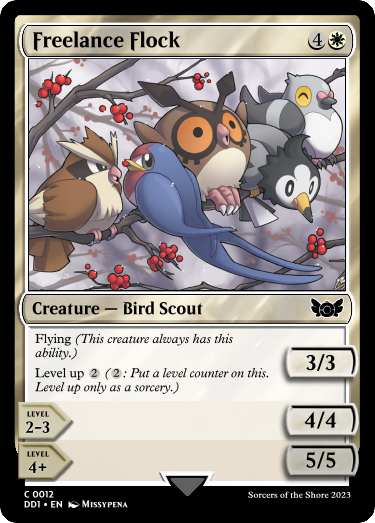 Freelance Flock 4
Creature — Bird Scout
Flying (This creature always has this
ability.)
3/3
Level up 2 (2: Put a level counter on this.
Level up only as a sorcery.)
LEVEL
2-3
4/4
LEVEL
4+
5/5
C 0012
DD1 • EN Missypena
Sorcers of the Shore 2023